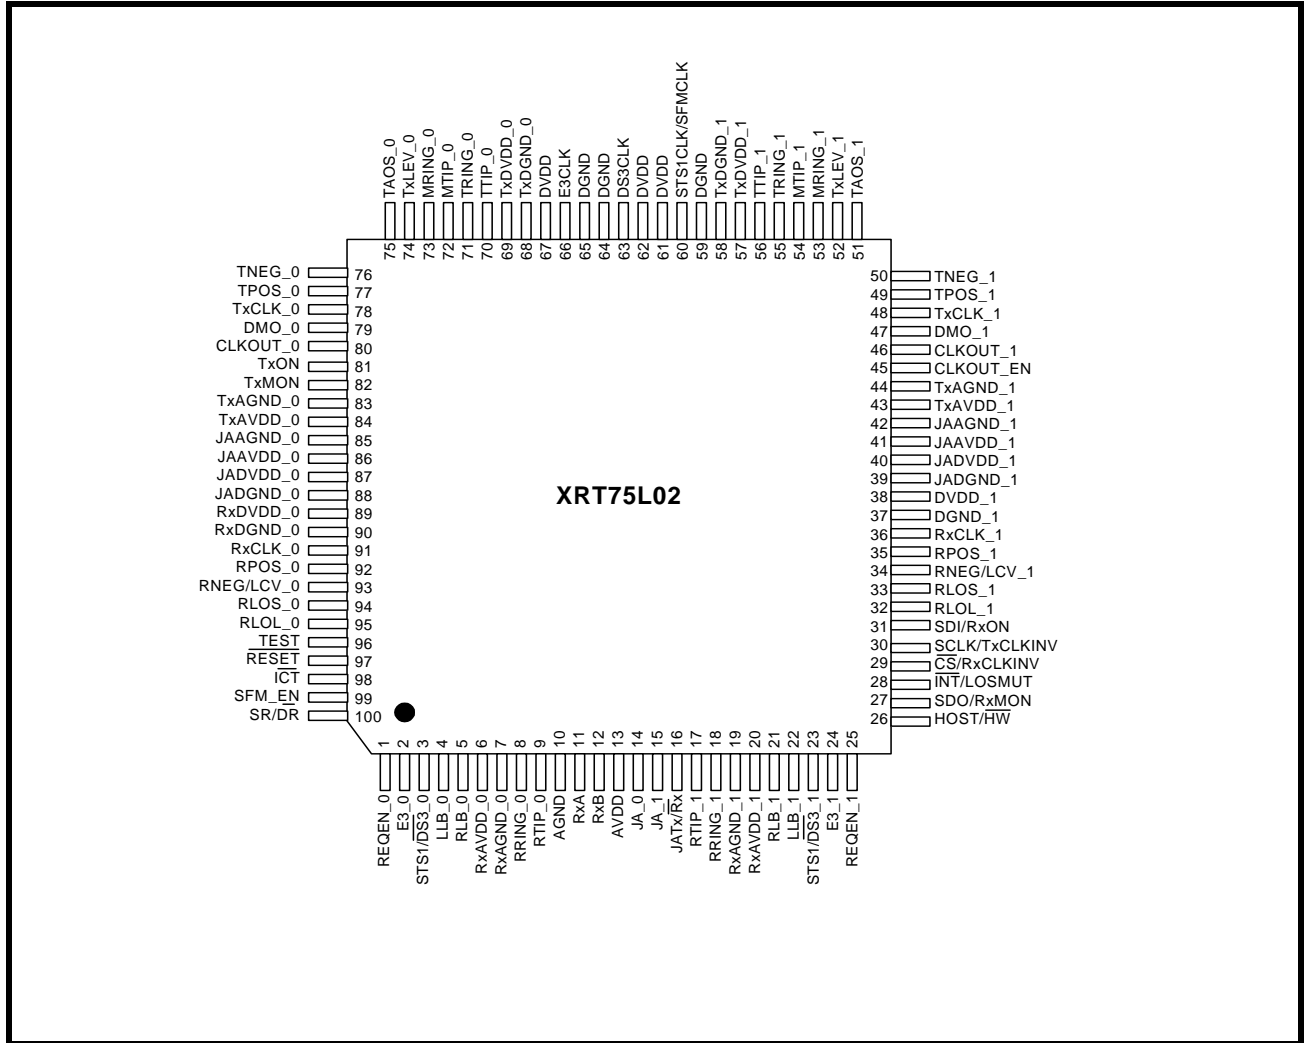 TAOS_0
TxLEV_0
MRING_0
MTIP_0
TRING_0
TTIP_0
TxDVDD_0
TxDGND_0
DVDD
E3CLK
DGND
DGND
DS3CLK
DVDD
DVDD
STS1CLK/SFMCLK
DGND
TxDGND_1
TxDVDD_1
TTIP_1
TRING_1
MTIP_1
MRING_1
TxLEV_1
TAOS_1
75
74
73
72
71
70
69
68
67
66
65
64
63
62
61
60
59
58
57
56
55
54
53
52
51
TNEG_0 76
TPOS_0 77
TxCLK_0 78
DMO_0 79
CLKOUT_0 80
TxON 81
TxMON 82
TxAGND_0 83
TxAVDD_0 84
JAAGND_0 85
JAAVDD_0 86
JADVDD_0 87
JADGND_0 88
RxDVDD_0 89
RxDGND_0 90
RxCLK_0 91
RPOS_0 92
RNEG/LCV_0 93
RLOS_0 94
RLOL_0 95
TEST 96
RESET 97
ICT 98
SFM_EN 99
SR/DR 100
XRT75L02
50 TNEG_1
49 TPOS_1
48 TxCLK_1
47 DMO_1
46 CLKOUT_1
45 CLKOUT_EN
44 TxAGND_1
43 TxAVDD_1
42 JAAGND_1
41 JAAVDD_1
40 JADVDD_1
39 JADGND_1
38 DVDD_1
37 DGND_1
36 RxCLK_1
35 RPOS_1
34 RNEG/LCV_1
33 RLOS_1
32 RLOL_1
31 SDI/RxON
30 SCLK/TxCLKINV
29 CS/RxCLKINV
28 INT/LOSMUT
27 SDO/RxMON
26 HOST/HW
1
2
3
4
5
6
7
8
9
10
11
12
13
14
15
16
17
18
19
20
21
22
23
24
25
REQEN_0
E3_0
STS1/DS3_0
LLB_0
RLB_0
RxAVDD_0
RxAGND_0
RRING_0
RTIP_0
AGND
RxA
RxB
AVDD
JA_0
JA_1
JATx/Rx
RTIP_1
RRING_1
RxAGND_1
RxAVDD_1
RLB_1
LLB_1
STS1/DS3_1
E3_1
REQEN_1